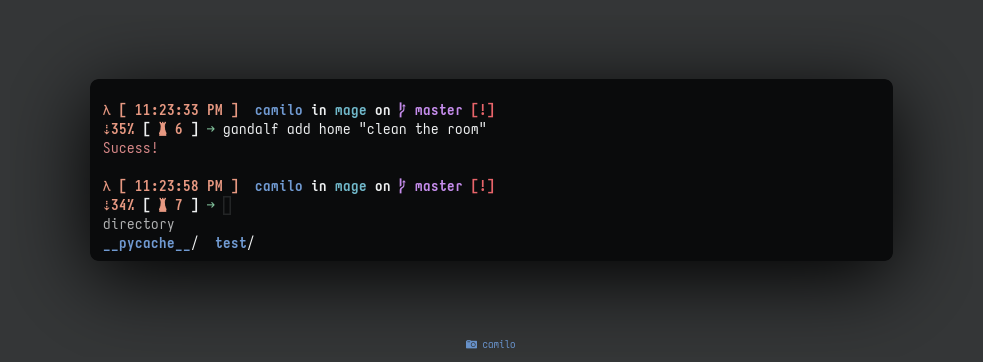 λ [ 11:23:33 PM ]  camilo in mage on master [!]
⇣35% [ 6 ] → gandalf add home "clean the room"
Sucess!
λ [ 11:23:58 PM ]  camilo in mage on master [!]
⇣34% [ 7 ] →
directory
__pycache__/  test/
camilo